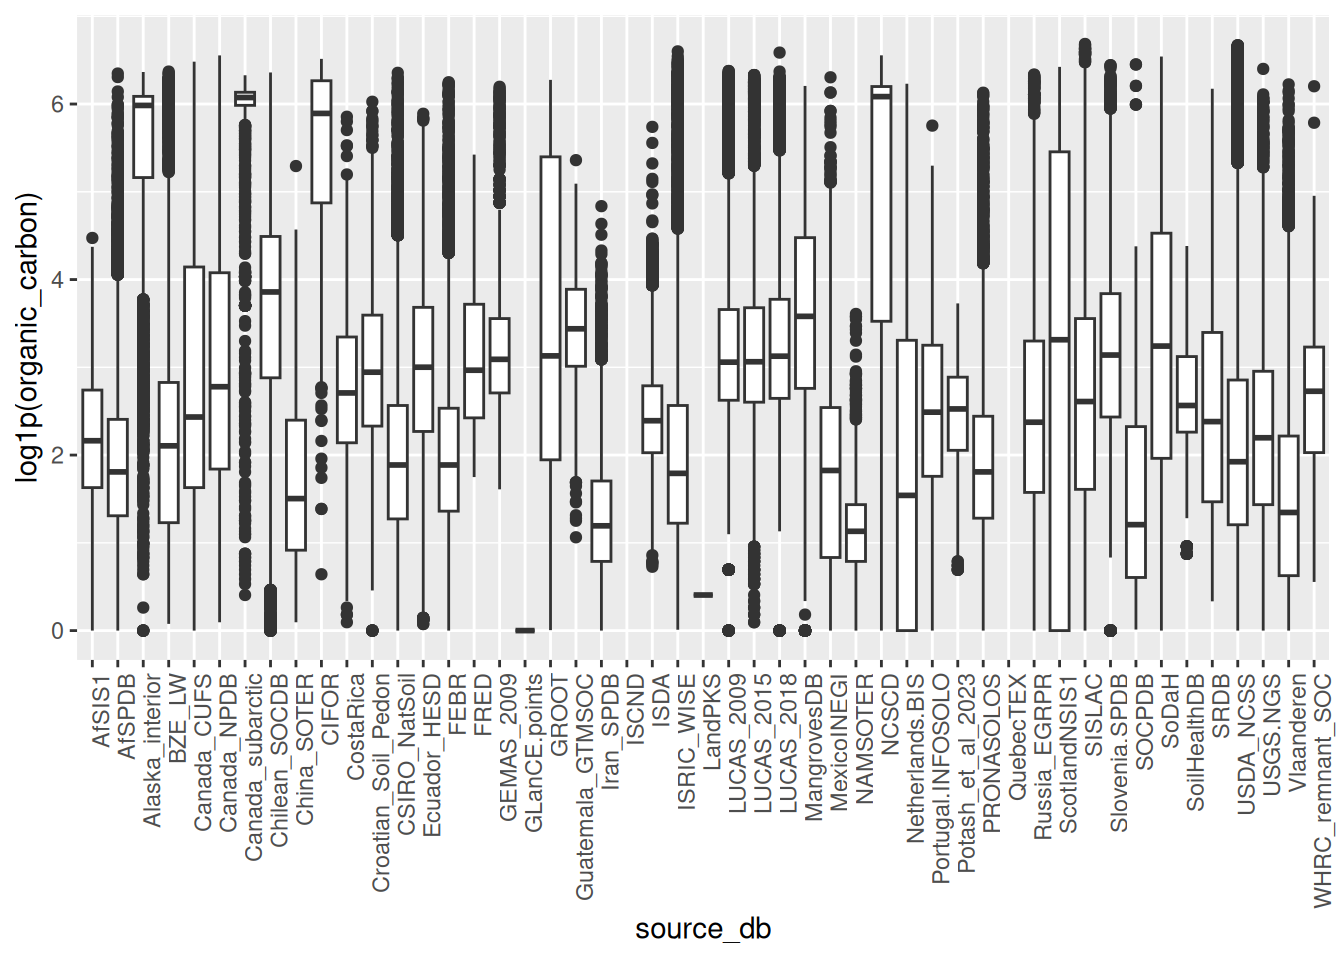 log1p(organic_carbon)
6
4
2
0
AfSIS1
AfSPDB
Alaska_interior
BZE_LW
Canada_CUFS
Canada_NPDB
Canada_subarctic
Chilean_SOCDB
China_SOTER
CIFOR
CostaRica
Croatian_Soil_Pedon
CSIRO_NatSoil
Ecuador_HESD
FEBR
FRED
GEMAS_2009
GLanCE.points
GROOT
Guatemala_GTMSOC
Iran_SPDB
ISCND
ISDA
ISRIC_WISE
LandPKS
LUCAS_2009
LUCAS_2015
LUCAS_2018
MangrovesDB
MexicoINEGI
NAMSOTER
NCSCD
Netherlands.BIS
Portugal.INFOSOLO
Potash_et_al_2023
PRONASOLOS
QuebecTEX
Russia_EGRPR
ScotlandNSIS1
SISLAC
Slovenia.SPDB
SOCPDB
SoDaH
SoilHealthDB
SRDB
USDA_NCSS
USGS.NGS
Vlaanderen
WHRC_remnant_SOC
source_db